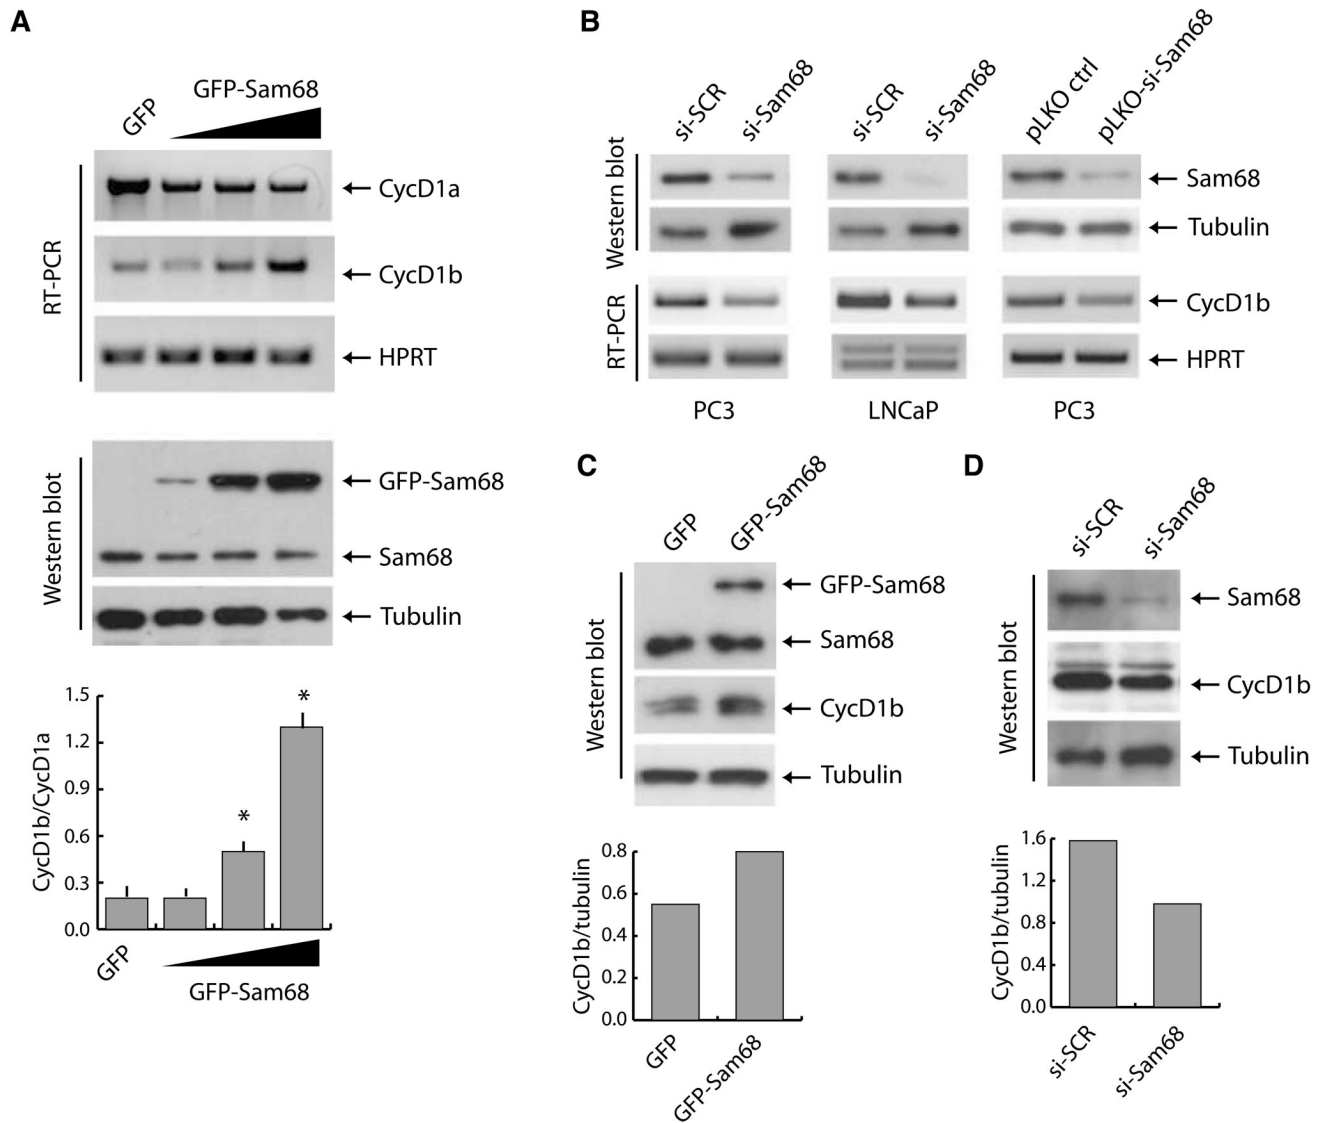 A
GFP
GFP-Sam68
RT-PCR
CycD1a
CycD1b
HPRT
Western blot
GFP-Sam68
Sam68
Tubulin
CycD1b/CycD1a
1.5
1.2
0.9
0.6
0.3
0.0
*
*
GFP
GFP-Sam68
B
si-SCR
si-Sam68
si-SCR
si-Sam68
pLKO ctrl
pLKO-si-Sam68
Western blot
Sam68
Tubulin
RT-PCR
CycD1b
HPRT
PC3
LNCaP
PC3
C
GFP
GFP-Sam68
Western blot
GFP-Sam68
Sam68
CycD1b
Tubulin
CycD1b/tubulin
0.8
0.6
0.4
0.2
0.0
GFP
GFP-Sam68
D
si-SCR
si-Sam68
Western blot
Sam68
CycD1b
Tubulin
CycD1b/tubulin
1.6
1.2
1.6
0.4
0.0
si-SCR
si-Sam68